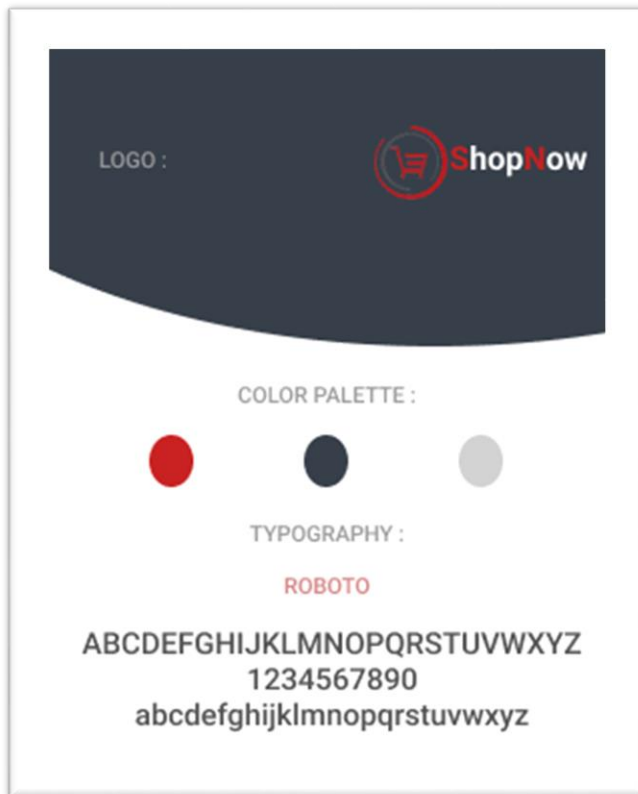 LOGO :
ShopNow
COLOR PALETTE :
TYPOGRAPHY :
ROBOTO
ABCDEFGHIJKLMNOPQRSTUVWXYZ
1234567890
abcdefghijklmnopqrstuvwxyz